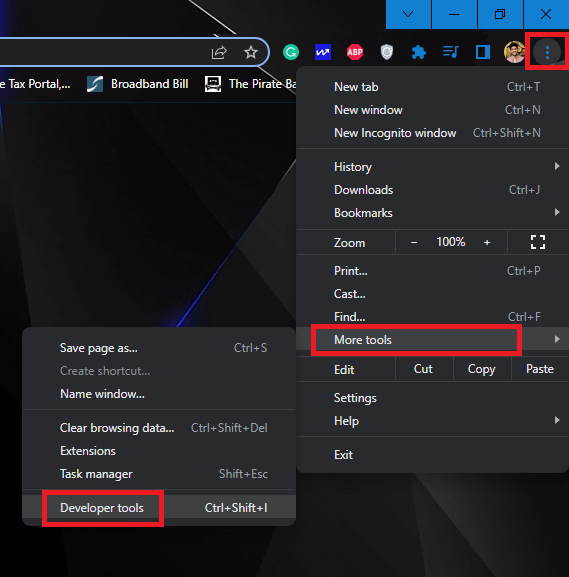 ABP
e Tax Portal,...
Broadband Bill
The Pirate Ba
New tab Ctrl+T
New window Ctrl+N
New Incognito window Ctrl+Shift+N
History
Downloads Ctrl+J
Bookmarks
Zoom − 100% +
Print... Ctrl+P
Cast...
Find... Ctrl+F
More tools
Edit Cut Copy Paste
Settings
Help
Exit
Save page as... Ctrl+S
Create shortcut...
Name window...
Clear browsing data... Ctrl+Shift+Del
Extensions
Task manager Shift+Esc
Developer tools Ctrl+Shift+I